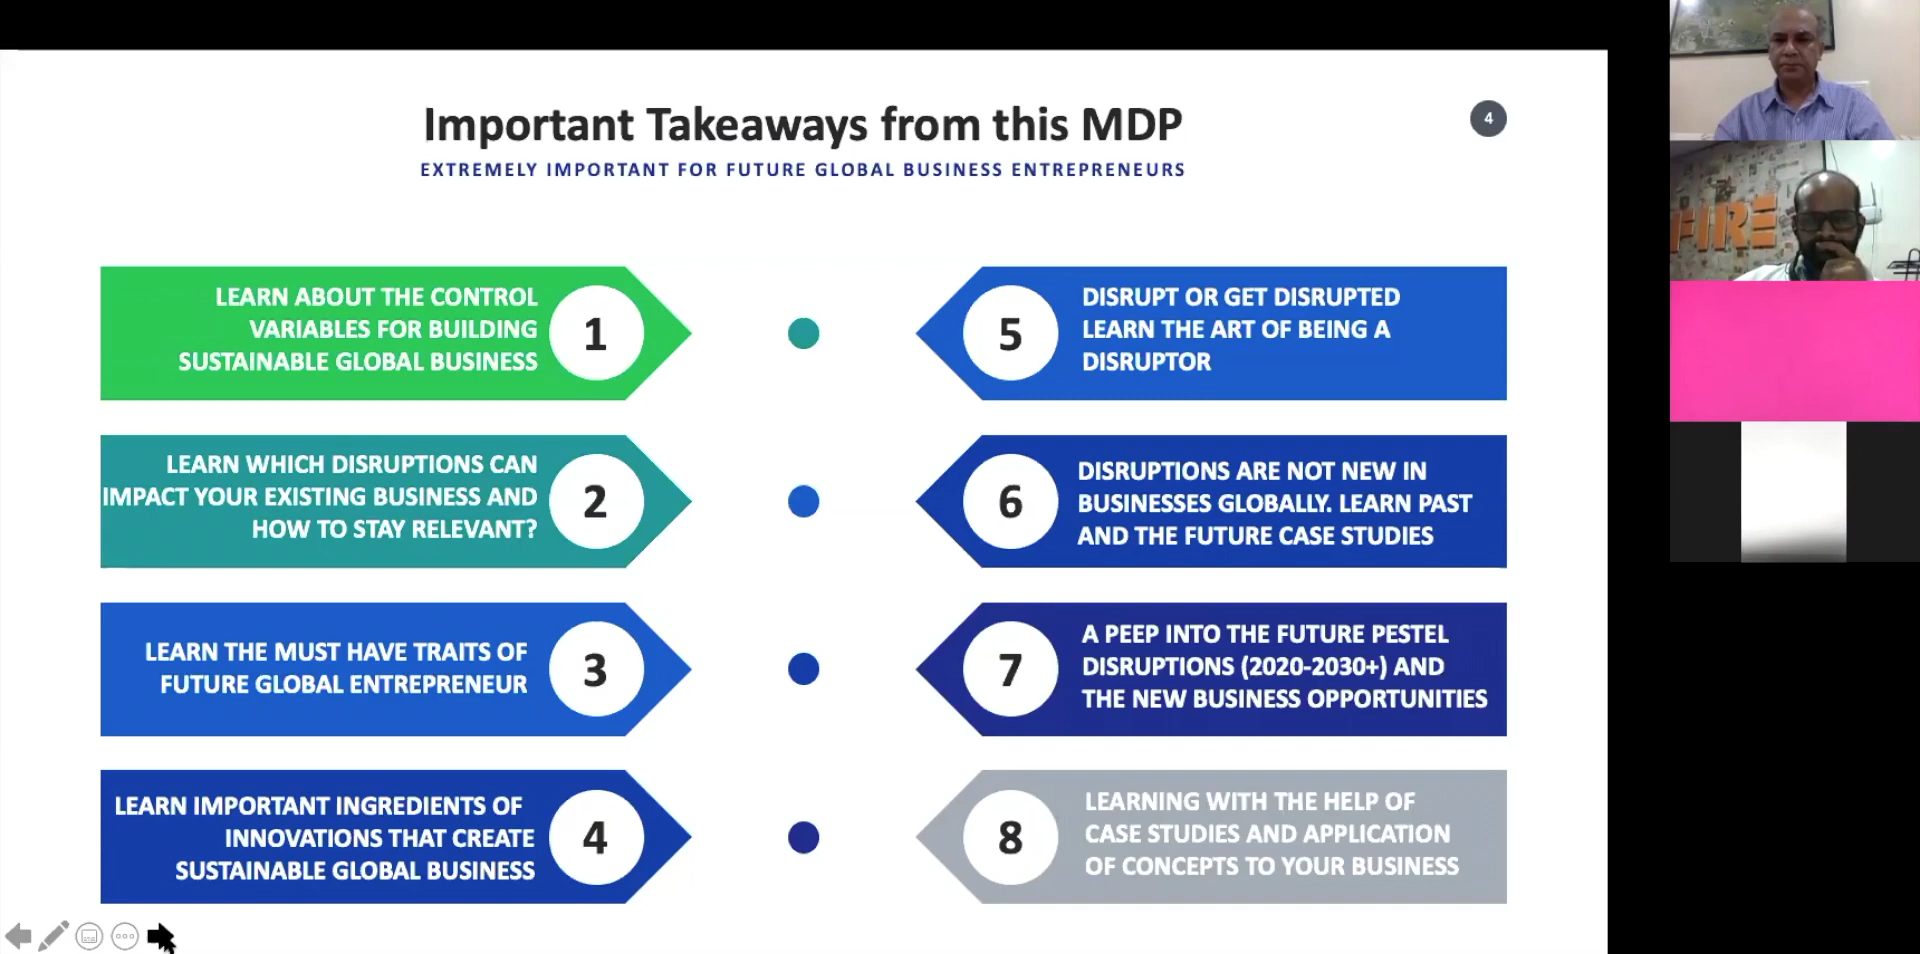 Important Takeaways from this MDP
4
EXTREMELY IMPORTANT FOR FUTURE GLOBAL BUSINESS ENTREPRENEURS
LEARN ABOUT THE CONTROL
VARIABLES FOR BUILDING
SUSTAINABLE GLOBAL BUSINESS
1
LEARN WHICH DISRUPTIONS CAN
IMPACT YOUR EXISTING BUSINESS AND
HOW TO STAY RELEVANT?
2
LEARN THE MUST HAVE TRAITS OF
FUTURE GLOBAL ENTREPRENEUR
3
LEARN IMPORTANT INGREDIENTS OF
INNOVATIONS THAT CREATE
SUSTAINABLE GLOBAL BUSINESS
4
5
DISRUPT OR GET DISRUPTED
LEARN THE ART OF BEING A
DISRUPTOR
6
DISRUPTIONS ARE NOT NEW IN
BUSINESSES GLOBALLY. LEARN PAST
AND THE FUTURE CASE STUDIES
7
A PEEP INTO THE FUTURE PESTEL
DISRUPTIONS (2020-2030+) AND
THE NEW BUSINESS OPPORTUNITIES
8
LEARNING WITH THE HELP OF
CASE STUDIES AND APPLICATION
OF CONCEPTS TO YOUR BUSINESS
FIRE